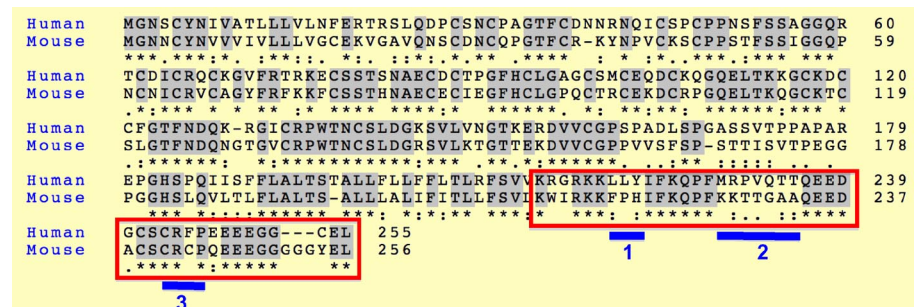 Human MGNSCYNIVATLLLVLNFERTRSLQDPCSNCPAGTFCDNNRNQICSPCPPNSFSSAGGQR 60
Mouse MGNNCYNVVVIVLLLVGCEKVGAVQNSCDNCQPGTFCR-KYNPVCKSCPPSTFSSIGGQP 59
Human TCDICRQCKGVFRTRKECSSTSNAECDCTPGFHCLGAGCSMCEQDCKQGQELTKKGCKDC 120
Mouse NCNICRVCAGYFRFKKFCSSTHNAECECIEGFHCLGPQCTRCEKDCRPGQELTKQGCKTC 119
Human CFGTFNDQK-RGICRPWTNCSLDGKSVLVNGTKERDVVCGPSPADLSPGASSVTPPAPAR 179
Mouse SLGTFNDQNGTGVCRPWTNCSLDGRSVLKTGTTEKDVVCGPPVVSFSP-STTISVTPEGG 178
Human EPGHSPQIISFFLALTSTALLFLLFFLTLRFSVVKRGRKKLLYIFKQPFMRPVQTTQEED 239
Mouse PGGHSLQVLTLFLALTS-ALLLALIFITLLFSVLKWIRKKFPHIFKQPFKKTTGAAQEED 237
Human GCSCRFPEEEEGG---CEL 255
Mouse ACSCRCPQEEEGGGGGYEL 256
1 2
3